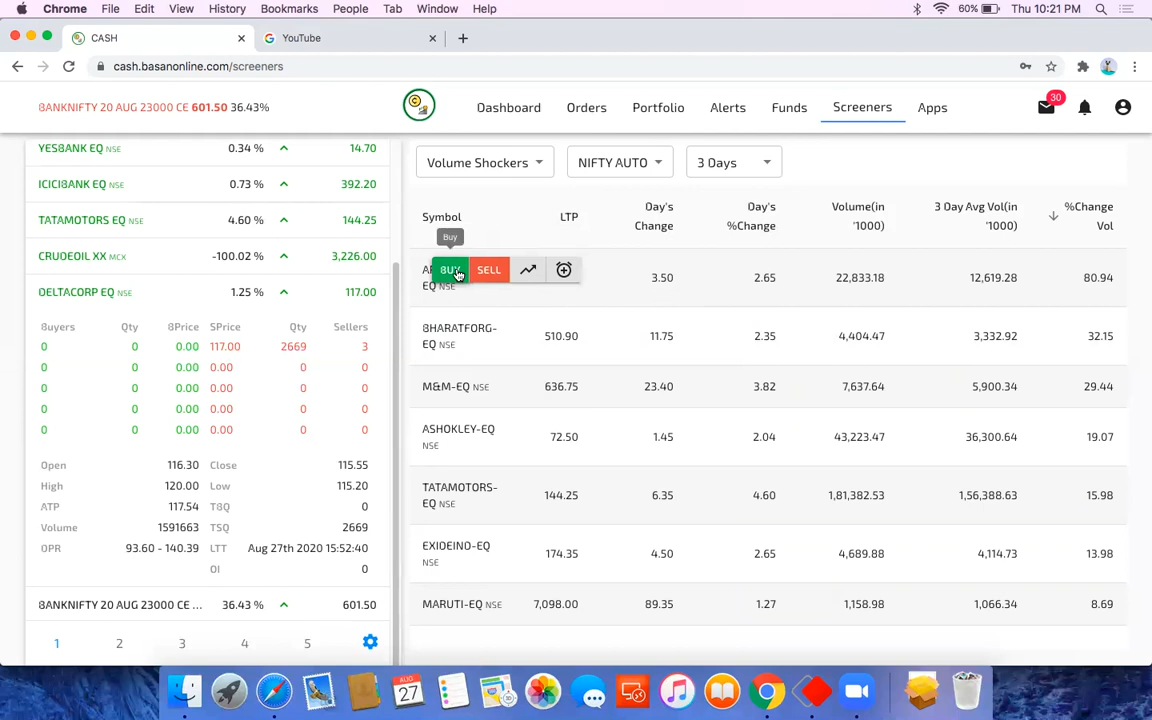 Chrome File Edit View History Bookmarks People Tab Window Help 60% Thu 10:21 PM
CASH YouTube
cash.basanonline.com/screeners
BANKNIFTY 20 AUG 23000 CE 601.50 36.43% Dashboard Orders Portfolio Alerts Funds Screeners Apps 30
YESBANK EQ NSE 0.34 % 14.70
ICICIBANK EQ NSE 0.73 % 392.20
TATAMOTORS EQ NSE 4.60 % 144.25
CRUDEOIL XX MCX -100.02 % 3,226.00
DELTACORP EQ NSE 1.25 % 117.00
Buyers Qty BPrice SPrice Qty Sellers
0 0 0.00 117.00 2669 3
0 0 0.00 0.00 0 0
0 0 0.00 0.00 0 0
0 0 0.00 0.00 0 0
0 0 0.00 0.00 0 0
Open 116.30 Close 115.55
High 120.00 Low 115.20
ATP 117.54 TBQ 0
Volume 1591663 TSQ 2669
DPR 93.60 - 140.39 LTT Aug 27th 2020 15:52:40
OI 0
BANKNIFTY 20 AUG 23000 CE ... 36.43 % 601.50
1 2 3 4 5
Volume Shockers NIFTY AUTO 3 Days
Symbol LTP Day's Change Day's %Change Volume(in '1000) 3 Day Avg Vol(in '1000) %Change Vol
Buy
BUY SELL 3.50 2.65 22,833.18 12,619.28 80.94
EQ NSE
BHARATFORG-
EQ NSE 510.90 11.75 2.35 4,404.47 3,332.92 32.15
M&M-EQ NSE 636.75 23.40 3.82 7,637.64 5,900.34 29.44
ASHOKLEY-EQ
NSE 72.50 1.45 2.04 43,223.47 36,300.64 19.07
TATAMOTORS-
EQ NSE 144.25 6.35 4.60 1,81,382.53 1,56,388.63 15.98
EXIDEIND-EQ
NSE 174.35 4.50 2.65 4,689.88 4,114.73 13.98
MARUTI-EQ NSE 7,098.00 89.35 1.27 1,158.98 1,066.34 8.69
AUG
27